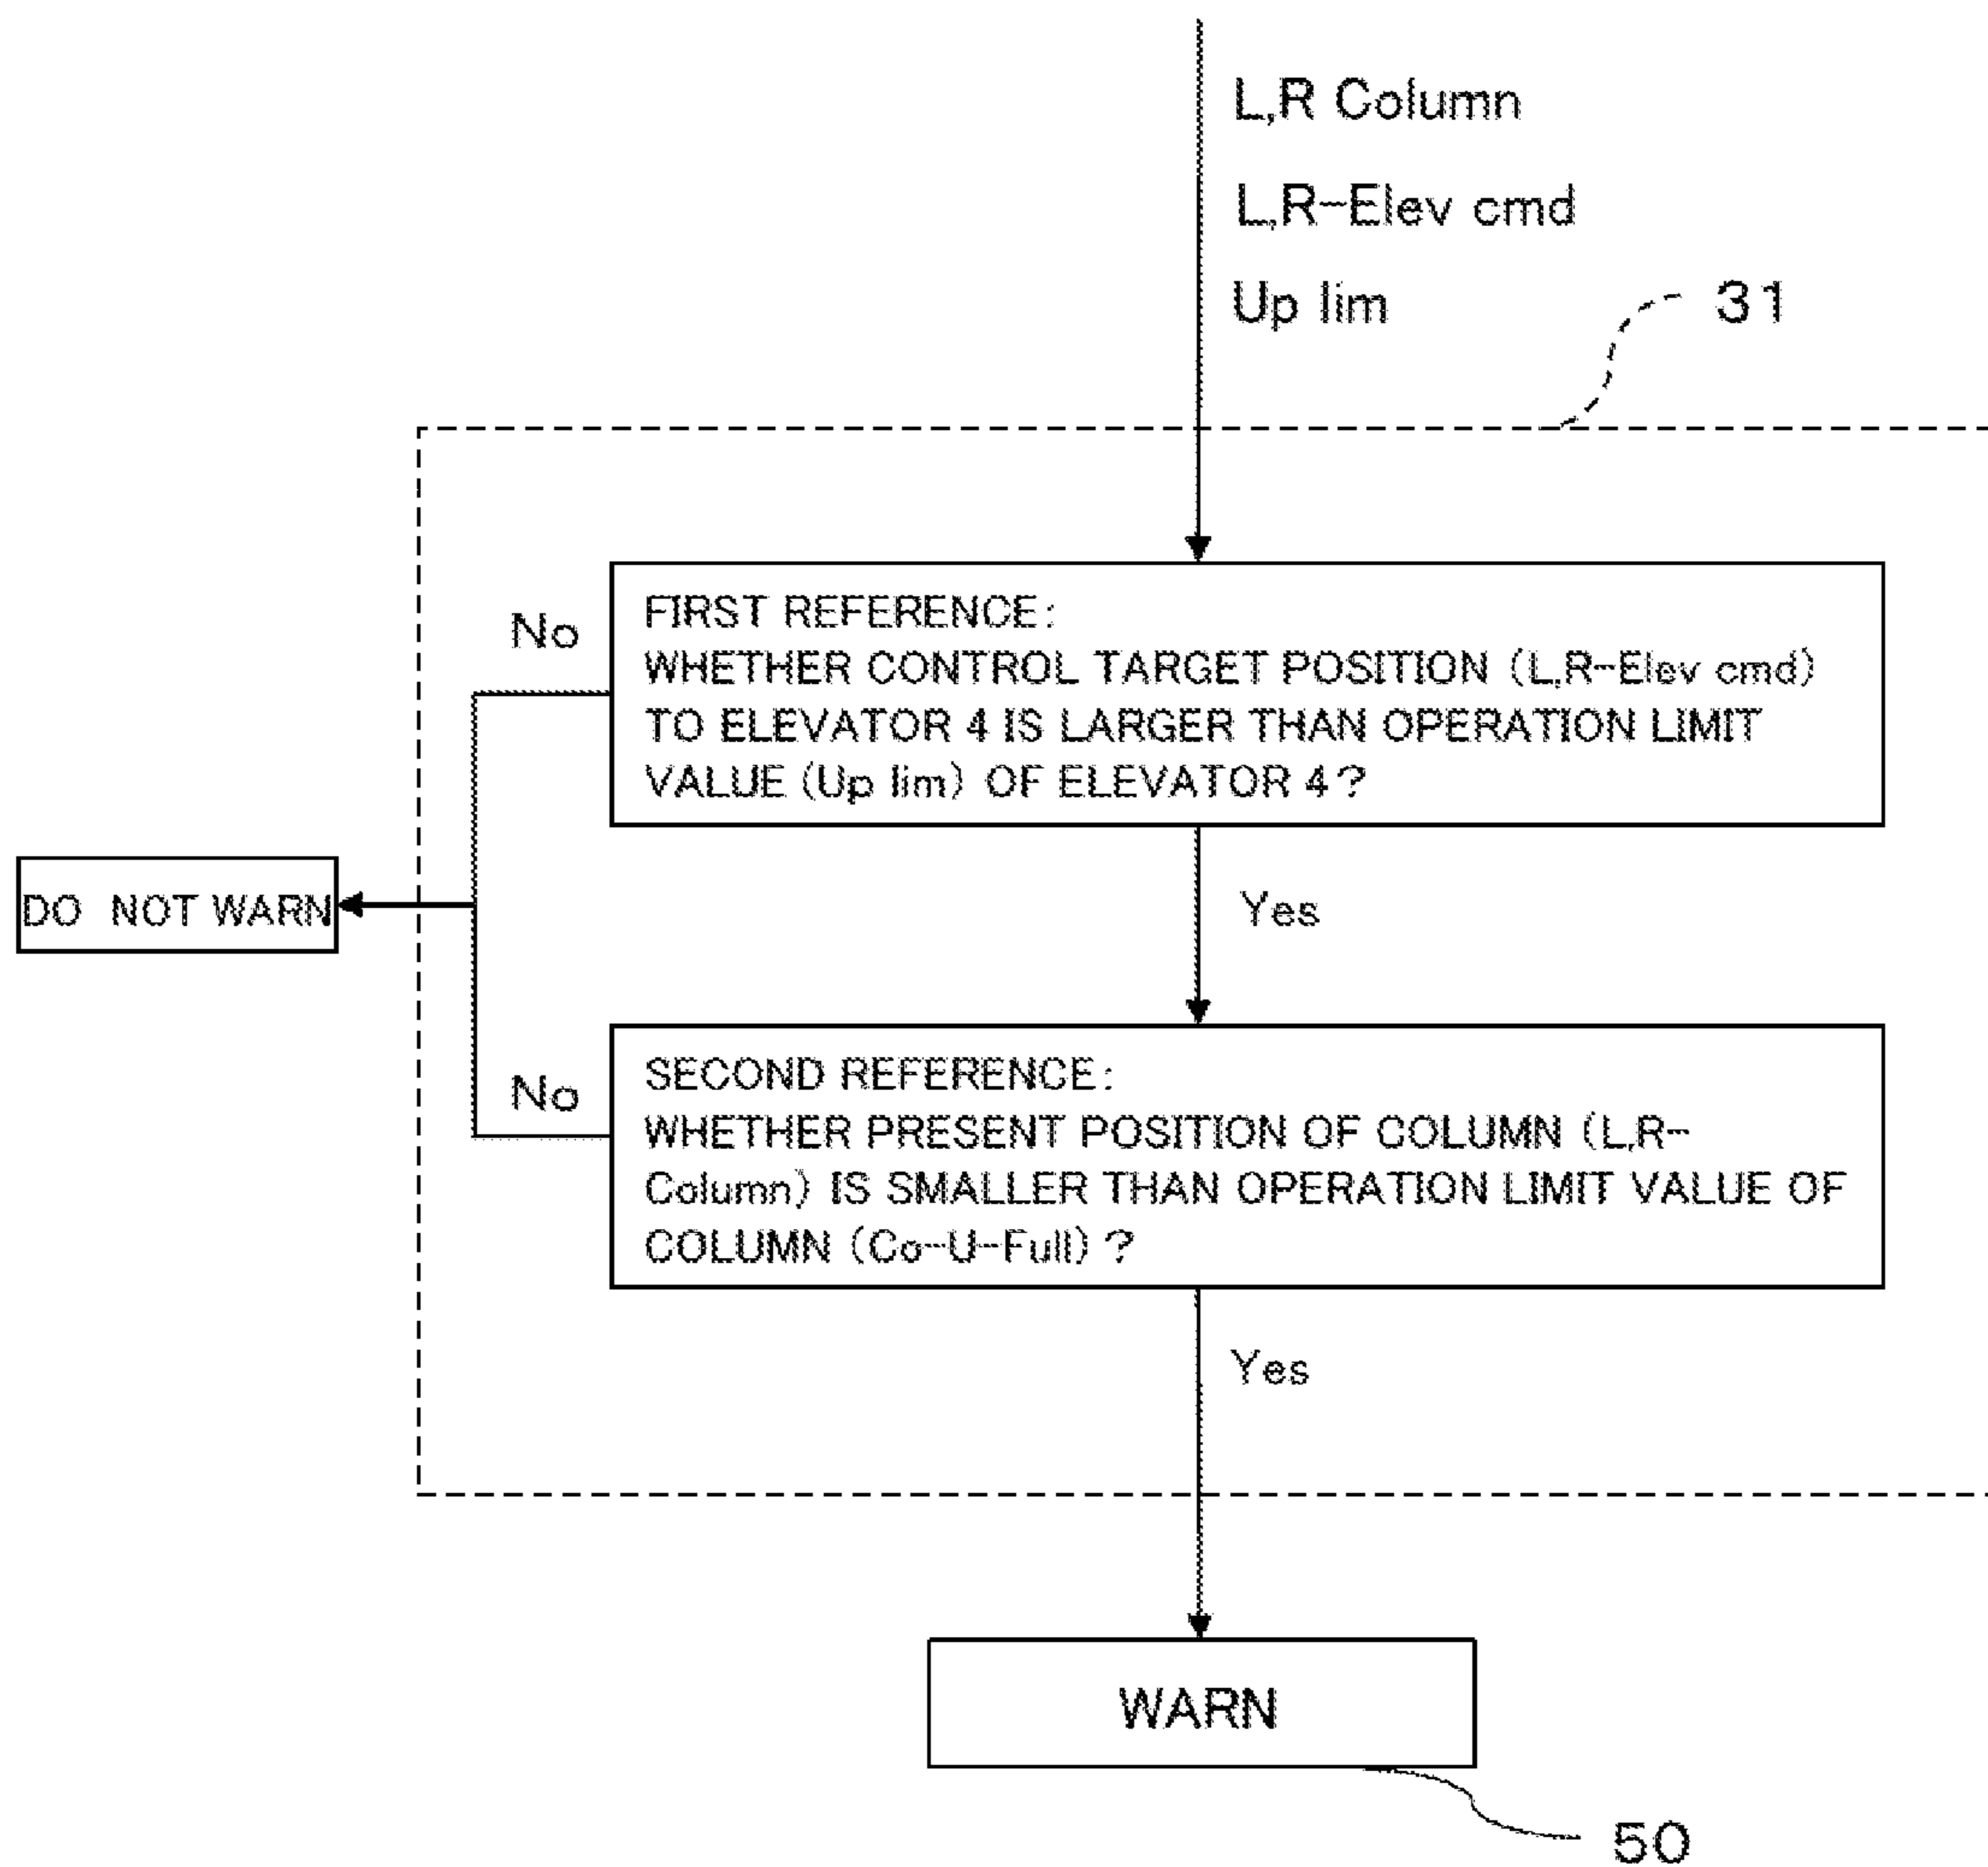 L,R Column
L,R-Elev cmd
Up lim
31
No
FIRST REFERENCE:
WHETHER CONTROL TARGET POSITION (L,R-Elev cmd)
TO ELEVATOR 4 IS LARGER THAN OPERATION LIMIT
VALUE (Up lim) OF ELEVATOR 4?
DO NOT WARN
Yes
No
SECOND REFERENCE:
WHETHER PRESENT POSITION OF COLUMN (L,R-
Column) IS SMALLER THAN OPERATION LIMIT VALUE OF
COLUMN (Co-U-Full)?
Yes
WARN
50